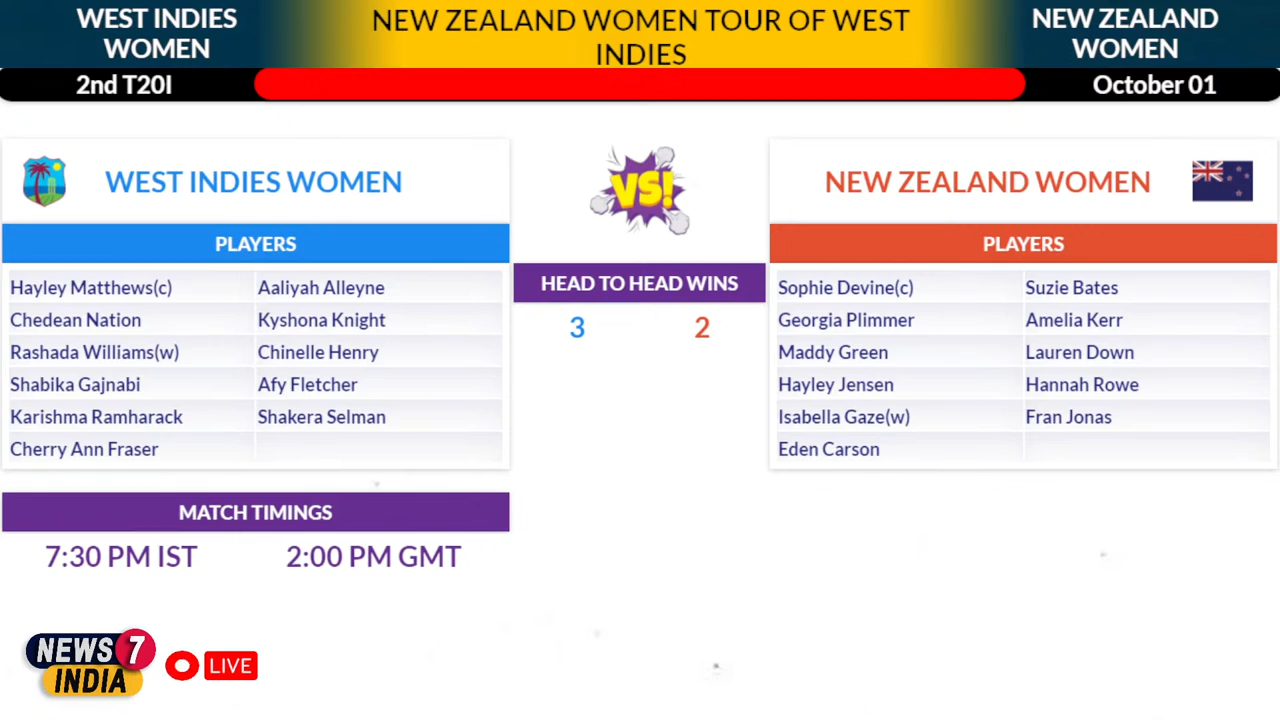 WEST INDIES
WOMEN
NEW ZEALAND WOMEN TOUR OF WEST
INDIES
NEW ZEALAND
WOMEN
2nd T20I
October 01
WEST INDIES WOMEN
VS!
NEW ZEALAND WOMEN
PLAYERS
PLAYERS
HEAD TO HEAD WINS
3 2
Hayley Matthews(c) Aaliyah Alleyne
Chedean Nation Kyshona Knight
Rashada Williams(w) Chinelle Henry
Shabika Gajnabi Afy Fletcher
Karishma Ramharack Shakera Selman
Cherry Ann Fraser
Sophie Devine(c) Suzie Bates
Georgia Plimmer Amelia Kerr
Maddy Green Lauren Down
Hayley Jensen Hannah Rowe
Isabella Gaze(w) Fran Jonas
Eden Carson
MATCH TIMINGS
7:30 PM IST 2:00 PM GMT
NEWS 7
INDIA
LIVE